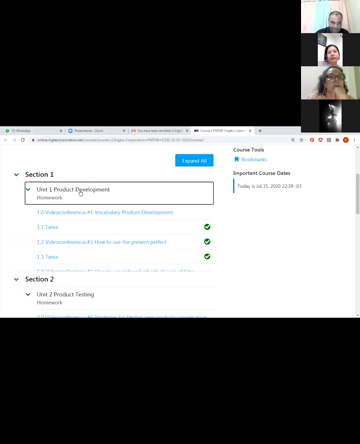 WhatsApp
Expand All
Section 1
Unit 1 Product Development
Homework
1.0 Videoconferencia #1 Vocabulary Product Development
1.1 Tarea
1.2 Videoconferencia #2 How to use the present perfect
1.3 Tarea
Section 2
Unit 2 Product Testing
Homework
Course Tools
Bookmarks
Important Course Dates
Today is Jul 31, 2020 22:39 -03